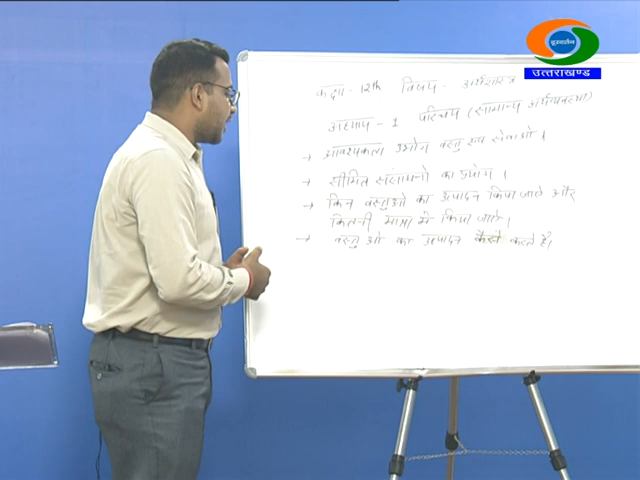 दूरदर्शन
उत्तराखण्ड
कक्षा - 12th विषय - अर्थशास्त्र
अध्याय - 1 परिचय (सामान्य अर्थव्यवस्था)
→ आवश्यकता उपभोग वस्तु एवं सेवाओं।
→ सीमित संसाधनों का प्रयोग।
→ किन वस्तुओं का उत्पादन किया जाऐ और
कितनी मात्रा में किया जाऐ।
→ वस्तुओं का उत्पादन कैसे करते है।